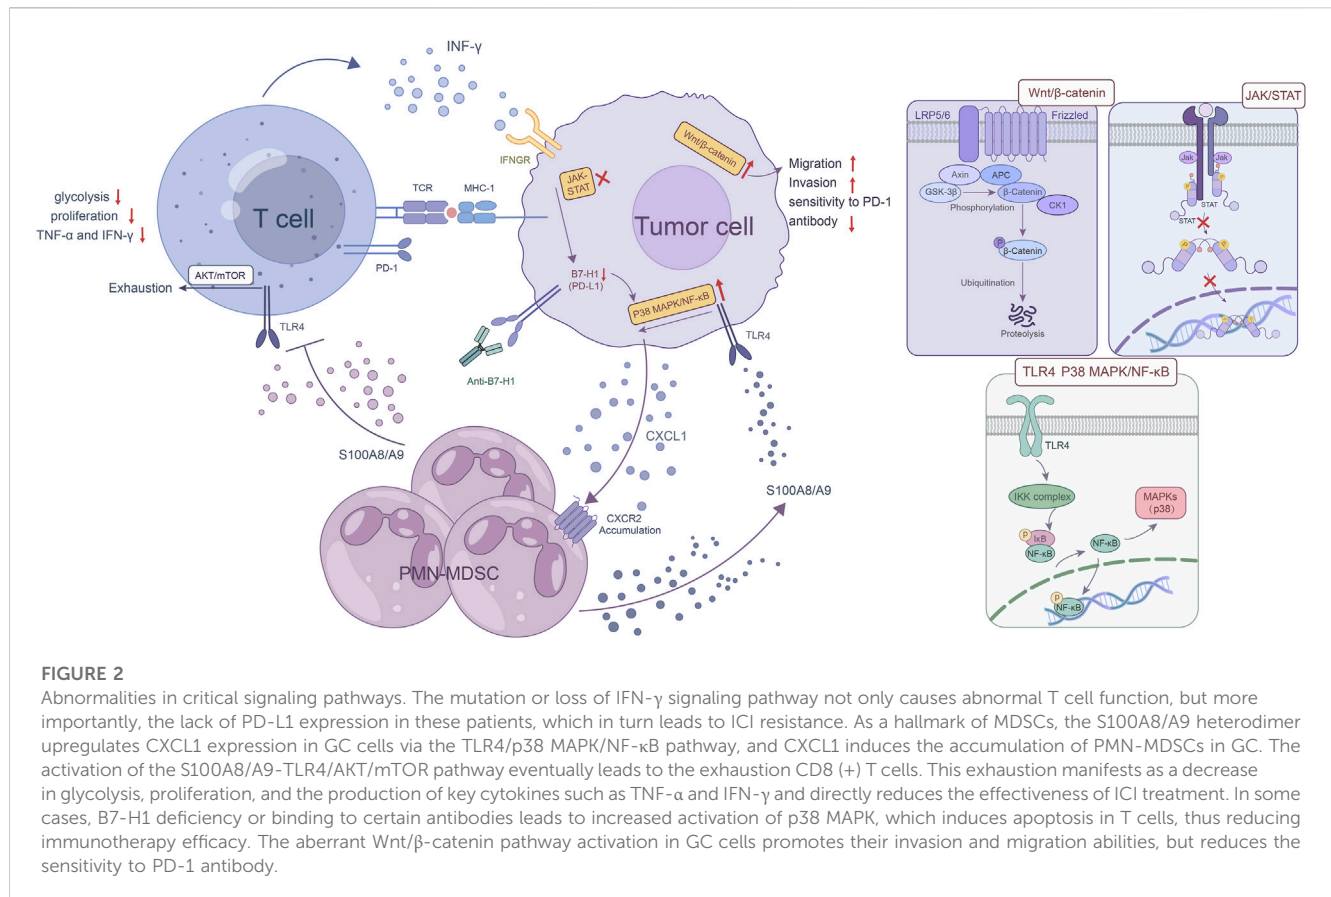 INF-γ
IFNGR
glycolysis
proliferation
TNF-α and IFN-γ
T cell
TCR
MHC-1
PD-1
AKT/mTOR
Exhaustion
TLR4
JAK-
STAT
Wnt/β-catenin
Tumor cell
B7-H1
(PD-L1)
P38 MAPK/NF-κB
TLR4
Anti-B7-H1
Migration
Invasion
sensitivity to PD-1
antibody
S100A8/A9
CXCL1
CXCR2
Accumulation
PMN-MDSC
S100A8/A9
Wnt/β-catenin
LRP5/6
Frizzled
Axin
APC
GSK-3β
β-Catenin
CK1
Phosphorylation
P
β-Catenin
Ubiquitination
Proteolysis
JAK/STAT
Jak
Jak
P
P
STAT
STAT
P
P
P
P
TLR4 P38 MAPK/NF-κB
TLR4
IKK complex
MAPKs
(p38)
P
IκB
NF-κB
NF-κB
P
NF-κB
FIGURE 2
Abnormalities in critical signaling pathways. The mutation or loss of IFN-γ signaling pathway not only causes abnormal T cell function, but more
importantly, the lack of PD-L1 expression in these patients, which in turn leads to ICI resistance. As a hallmark of MDSCs, the S100A8/A9 heterodimer
upregulates CXCL1 expression in GC cells via the TLR4/p38 MAPK/NF-κB pathway, and CXCL1 induces the accumulation of PMN-MDSCs in GC. The
activation of the S100A8/A9-TLR4/AKT/mTOR pathway eventually leads to the exhaustion CD8 (+) T cells. This exhaustion manifests as a decrease
in glycolysis, proliferation, and the production of key cytokines such as TNF-α and IFN-γ and directly reduces the effectiveness of ICI treatment. In some
cases, B7-H1 deficiency or binding to certain antibodies leads to increased activation of p38 MAPK, which induces apoptosis in T cells, thus reducing
immunotherapy efficacy. The aberrant Wnt/β-catenin pathway activation in GC cells promotes their invasion and migration abilities, but reduces the
sensitivity to PD-1 antibody.